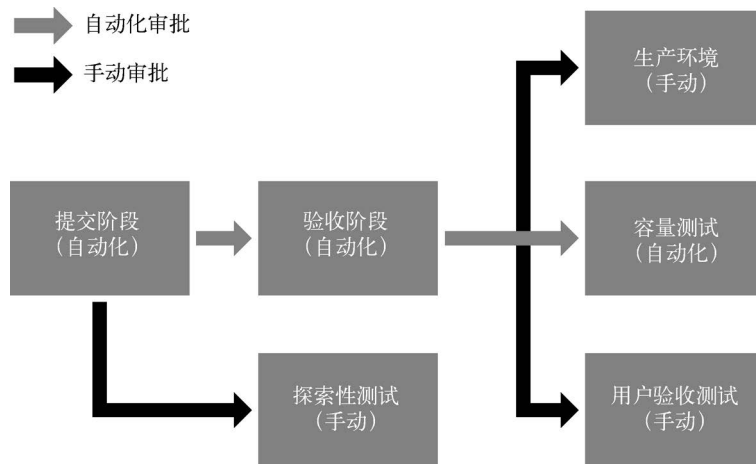 自动化审批
手动审批
生产环境
（手动）
提交阶段
（自动化）
验收阶段
（自动化）
容量测试
（自动化）
探索性测试
（手动）
用户验收测试
（手动）